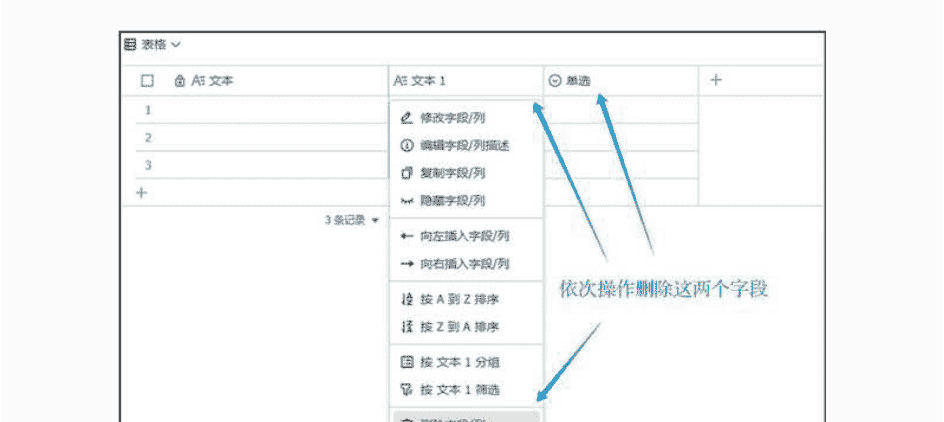 表格
文本
文本 1
单选
1
2
3
3 条记录
修改字段/列
编辑字段/列描述
复制字段/列
隐藏字段/列
向左插入字段/列
向右插入字段/列
按 A 到 Z 排序
按 Z 到 A 排序
按 文本 1 分组
按 文本 1 筛选
依次操作删除这两个字段